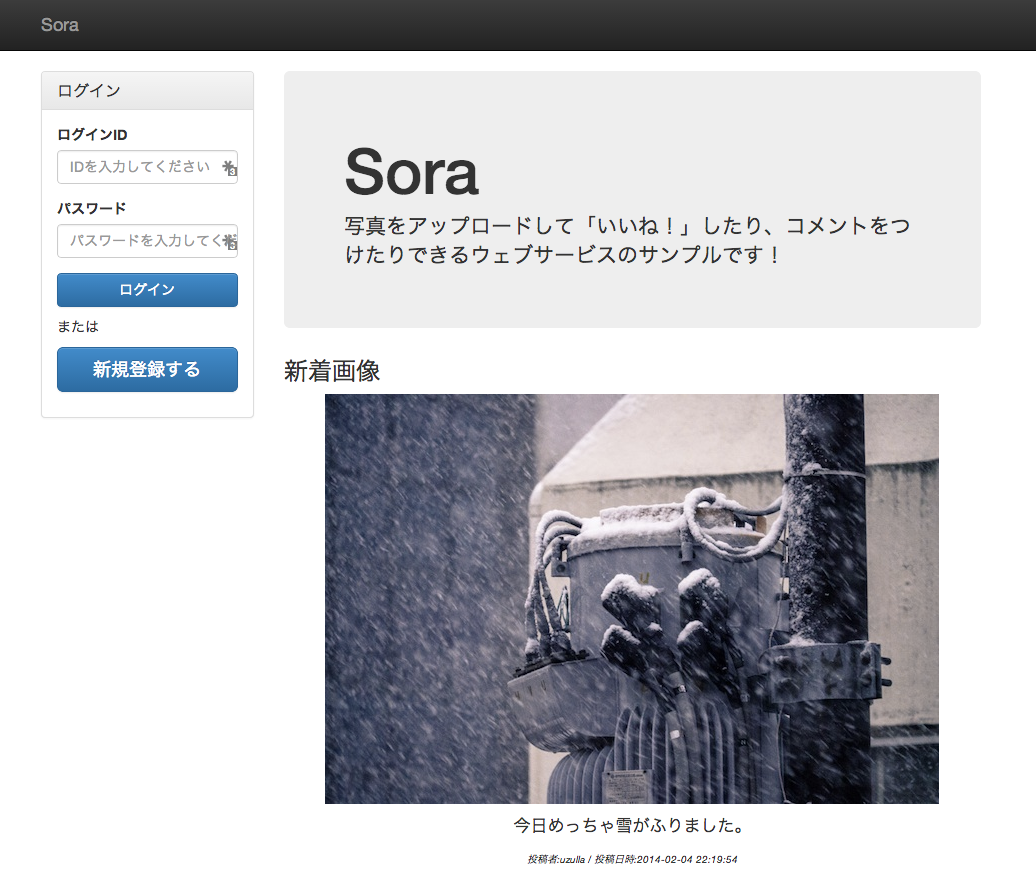 Sora
ログイン
ログインID
IDを入力してください
パスワード
パスワードを入力してく
ログイン
または
新規登録する
Sora
写真をアップロードして「いいね！」したり、コメントをつ
けたりできるウェブサービスのサンプルです！
新着画像
今日めっちゃ雪がふりました。
投稿者:uzulla / 投稿日時:2014-02-04 22:19:54